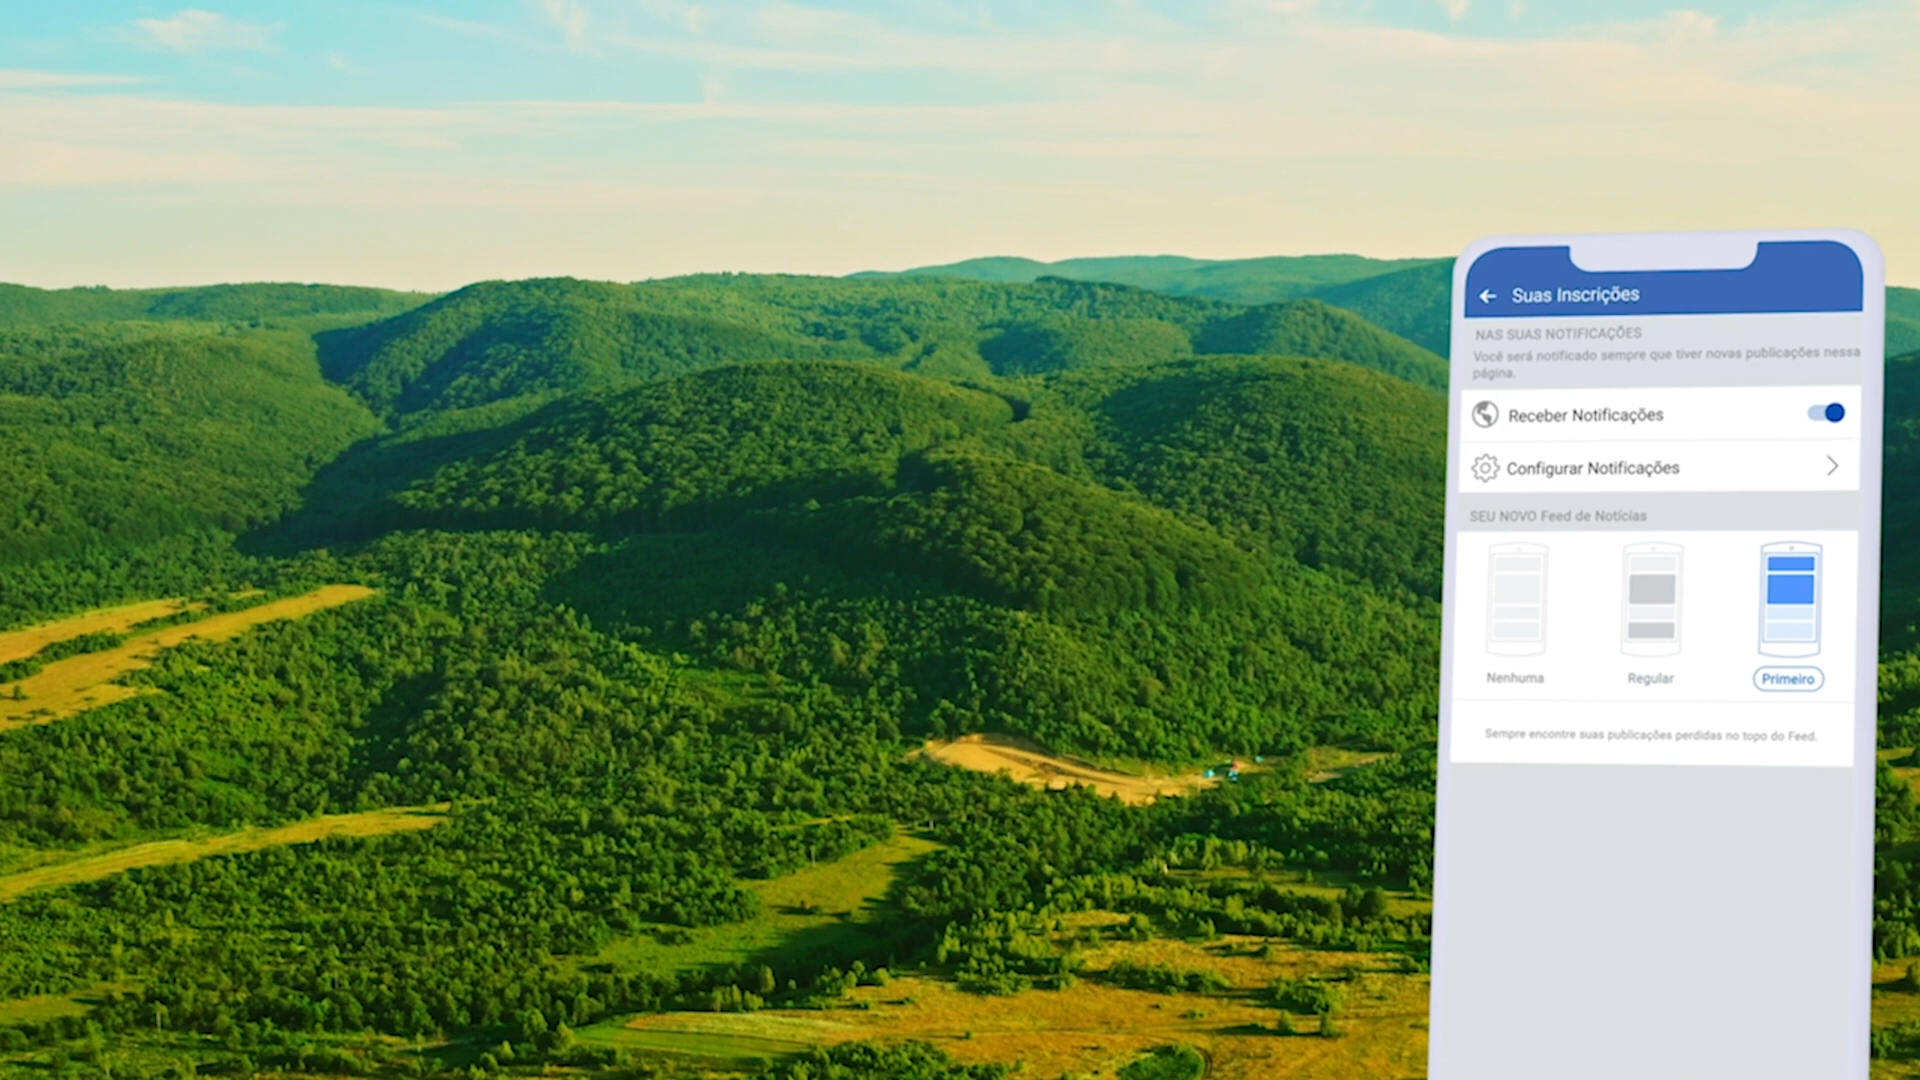 Suas Inscrições
NAS SUAS NOTIFICAÇÕES
Você será notificado sempre que tiver novas publicações nessa
página.
Receber Notificações
Configurar Notificações
SEU NOVO Feed de Notícias
Nenhuma
Regular
Primeiro
Sempre encontre suas publicações perdidas no topo do Feed.